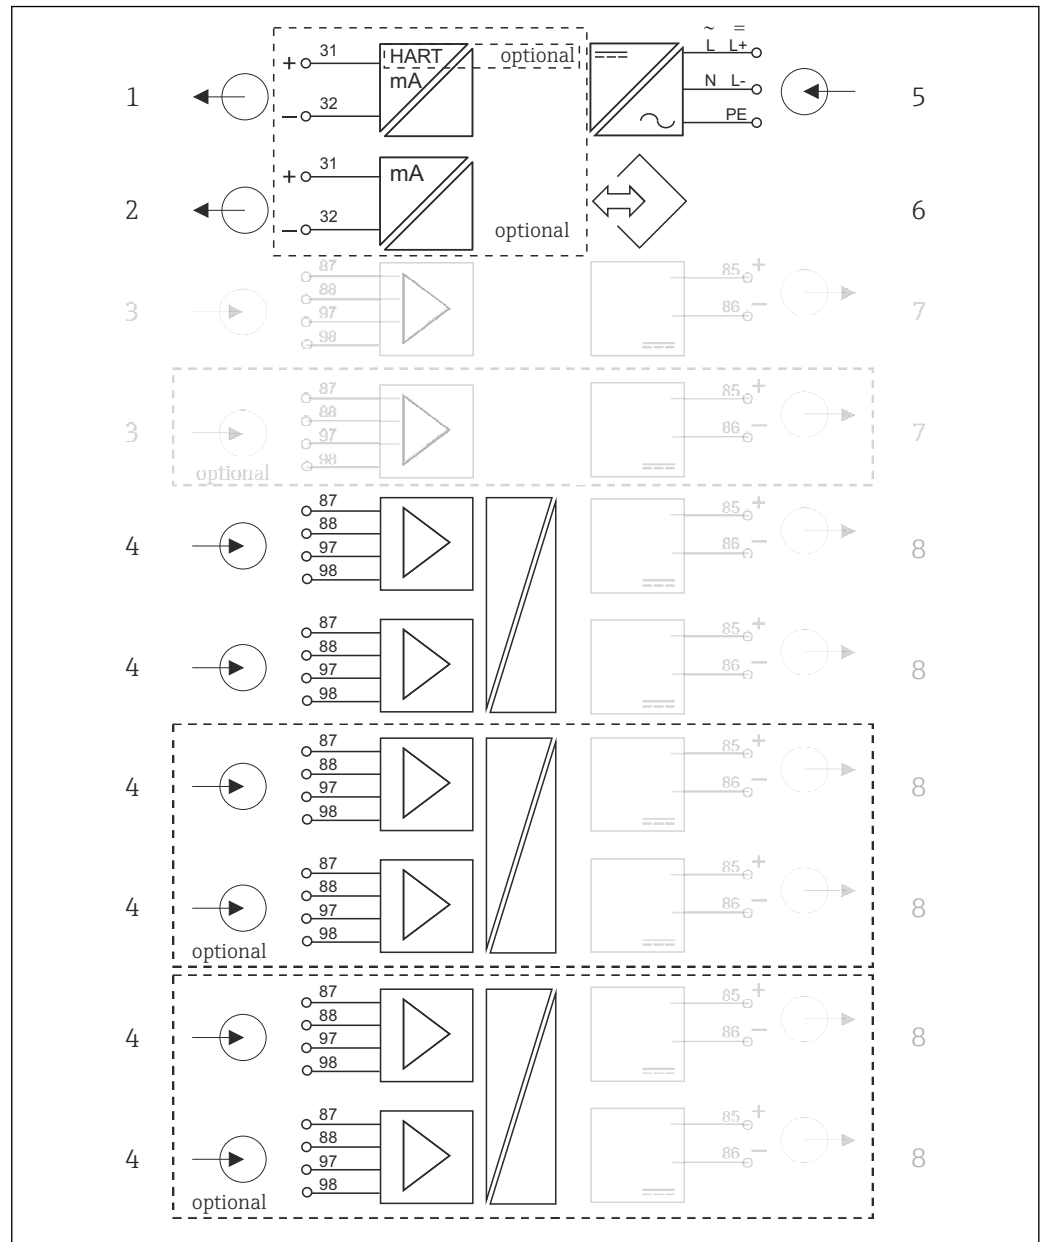 ~ =
31 HART optional L L+
+
mA
1 N L- 5
32
− PE
31 mA
+
2 6
32
− optional
87 85 +
88
3 97 86 − 7
98
87 85 +
88
3 97 86 − 7
98
optional
87 85 +
88
4 97 86 − 8
98
87 85 +
88
4 97 86 − 8
98
87 85 +
88
4 97 86 − 8
98
87 85 +
88
4 97 86 − 8
98
optional
87 85 +
88
4 97 86 − 8
98
87 85 +
88
4 97 86 − 8
98
optional